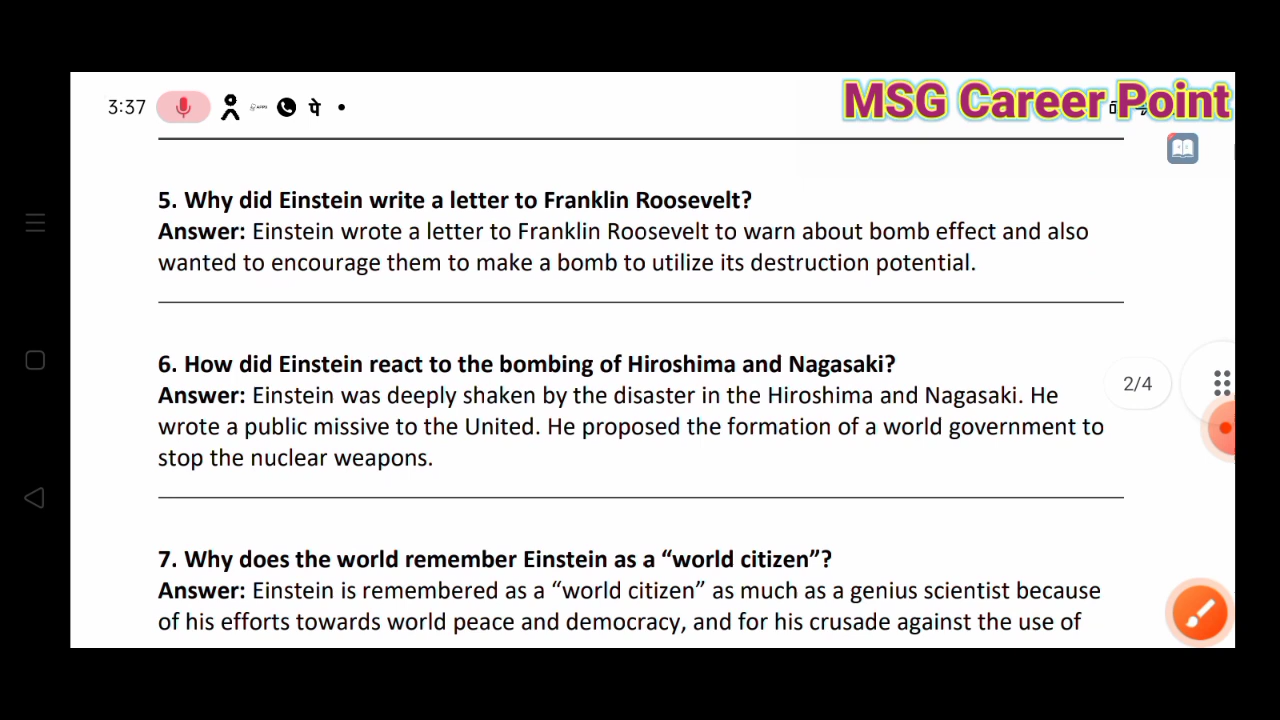 3:37
पे
MSG Career Point
5. Why did Einstein write a letter to Franklin Roosevelt?
Answer: Einstein wrote a letter to Franklin Roosevelt to warn about bomb effect and also
wanted to encourage them to make a bomb to utilize its destruction potential.
6. How did Einstein react to the bombing of Hiroshima and Nagasaki?
Answer: Einstein was deeply shaken by the disaster in the Hiroshima and Nagasaki. He
wrote a public missive to the United. He proposed the formation of a world government to
stop the nuclear weapons.
2/4
7. Why does the world remember Einstein as a “world citizen”?
Answer: Einstein is remembered as a “world citizen” as much as a genius scientist because
of his efforts towards world peace and democracy, and for his crusade against the use of